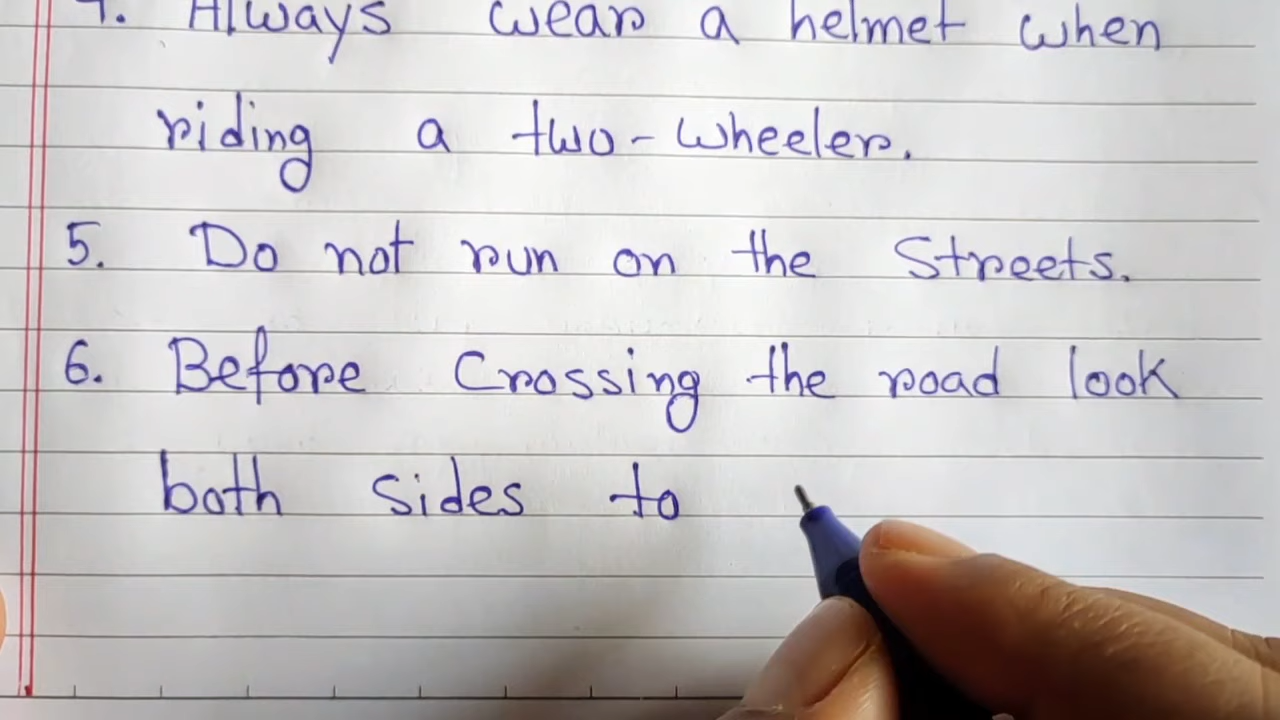 4. Always wear a helmet when
riding a two-wheeler.
5. Do not run on the Streets.
6. Before Crossing the road look
both sides to